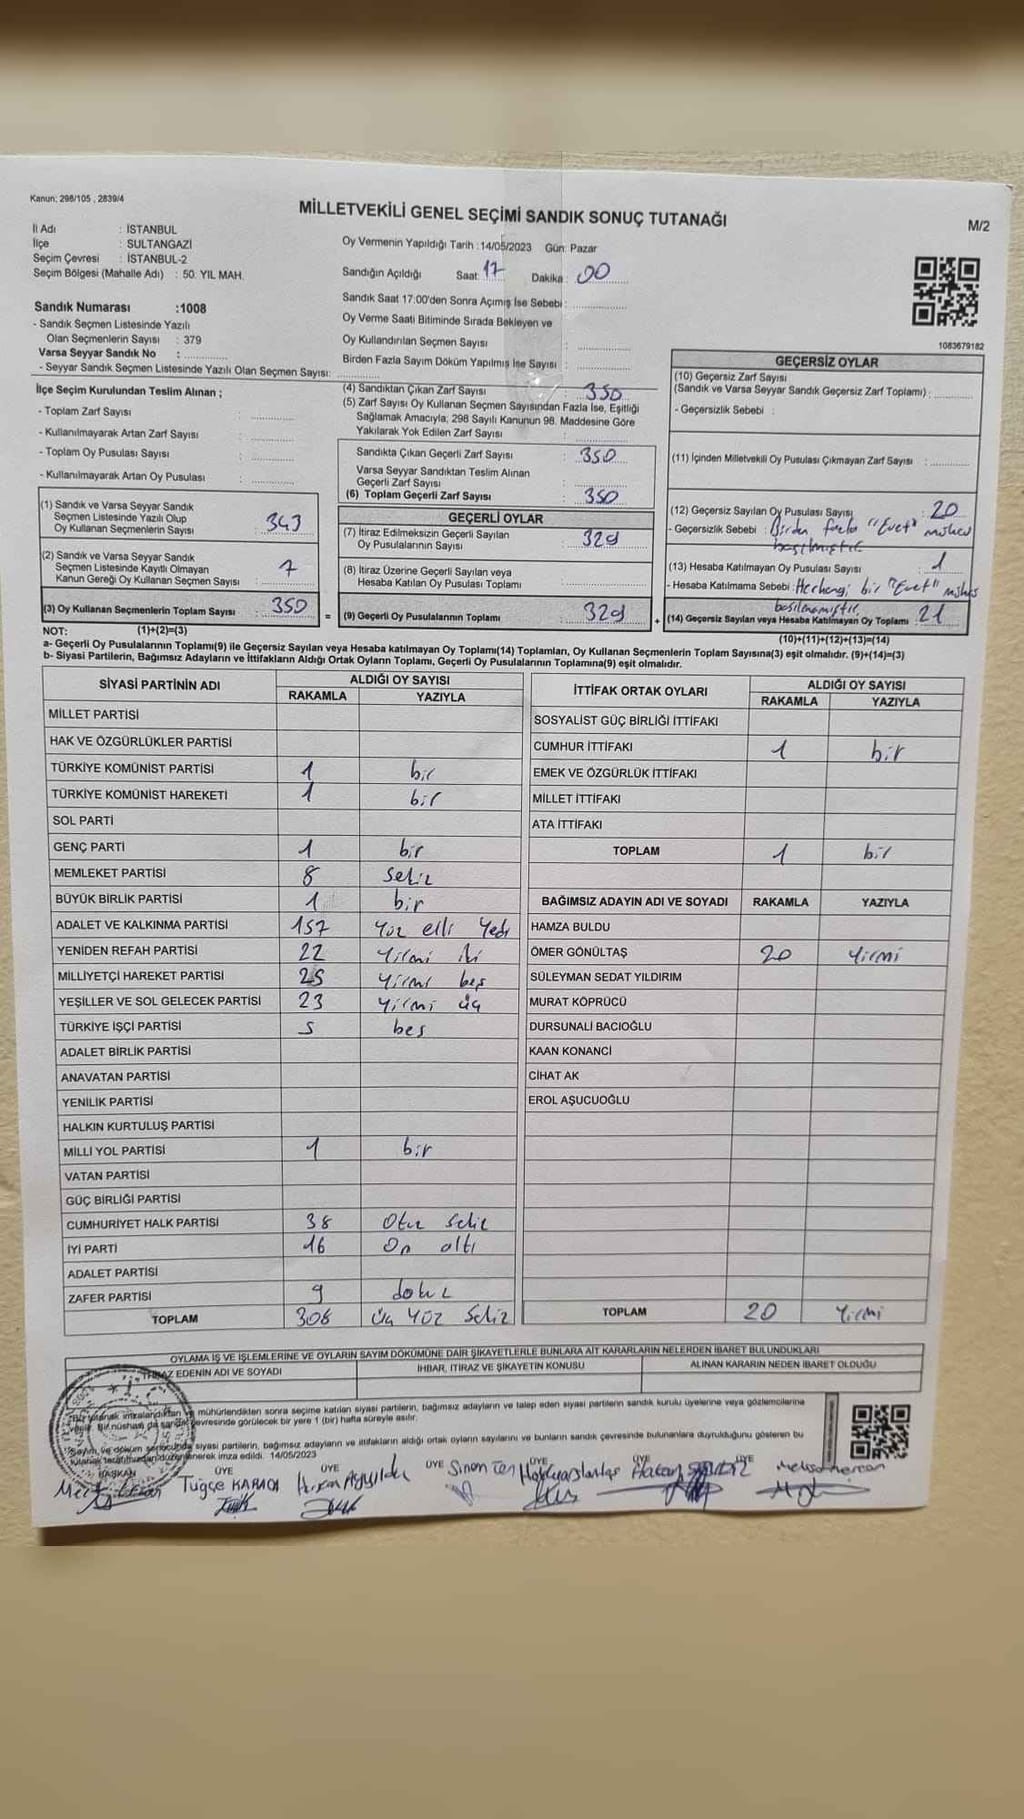 Kanun: 298/105 , 2839/4
MİLLETVEKİLİ GENEL SEÇİMİ SANDIK SONUÇ TUTANAĞI
M/2
İl Adı : İSTANBUL
İlçe : SULTANGAZİ
Seçim Çevresi : İSTANBUL-2
Seçim Bölgesi (Mahalle Adı) : 50. YIL MAH.
Sandık Numarası :1008
- Sandık Seçmen Listesinde Yazılı
Olan Seçmenlerin Sayısı : 379
Varsa Seyyar Sandık No :
- Seyyar Sandık Seçmen Listesinde Yazılı Olan Seçmen Sayısı:
Oy Vermenin Yapıldığı Tarih :14/05/2023 Gün: Pazar
Sandığın Açıldığı Saat: 17 Dakika : 00
Sandık Saat 17:00'den Sonra Açımış İse Sebebi :
Oy Verme Saati Bitiminde Sırada Bekleyen ve
Oy Kullandırılan Seçmen Sayısı :
Birden Fazla Sayım Döküm Yapılmış İse Sayısı :
1083679182
İlçe Seçim Kurulundan Teslim Alınan ;
- Toplam Zarf Sayısı :
- Kullanılmayarak Artan Zarf Sayısı :
- Toplam Oy Pusulası Sayısı :
- Kullanılmayarak Artan Oy Pusulası :
(1) Sandık ve Varsa Seyyar Sandık
Seçmen Listesinde Yazılı Olup
Oy Kullanan Seçmenlerin Sayısı : 343
(2) Sandık ve Varsa Seyyar Sandık
Seçmen Listesinde Kayıtlı Olmayan
Kanun Gereği Oy Kullanan Seçmen Sayısı : 7
(3) Oy Kullanan Seçmenlerin Toplam Sayısı : 350
(4) Sandıktan Çıkan Zarf Sayısı : 350
(5) Zarf Sayısı Oy Kullanan Seçmen Sayısından Fazla İse, Eşitliği
Sağlamak Amacıyla, 298 Sayılı Kanunun 98. Maddesine Göre
Yakılarak Yok Edilen Zarf Sayısı :
Sandıkta Çıkan Geçerli Zarf Sayısı : 350
Varsa Seyyar Sandıktan Teslim Alınan
Geçerli Zarf Sayısı :
(6) Toplam Geçerli Zarf Sayısı : 350
GEÇERLİ OYLAR
(7) İtiraz Edilmeksizin Geçerli Sayılan
Oy Pusulalarının Sayısı : 329
(8) İtiraz Üzerine Geçerli Sayılan veya
Hesaba Katılan Oy Pusulası Toplamı :
= (9) Geçerli Oy Pusulalarının Toplamı : 329
GEÇERSİZ OYLAR
(10) Geçersiz Zarf Sayısı
(Sandık ve Varsa Seyyar Sandık Geçersiz Zarf Toplamı) :
- Geçersizlik Sebebi :
(11) İçinden Milletvekili Oy Pusulası Çıkmayan Zarf Sayısı :
(12) Geçersiz Sayılan Oy Pusulası Sayısı : 20
- Geçersizlik Sebebi : Birden fazla "Evet" mührü
basılmıştır
(13) Hesaba Katılmayan Oy Pusulası Sayısı : 1
- Hesaba Katılmama Sebebi : Herhangi bir "Evet"
basılmamıştır.
+ (14) Geçersiz Sayılan veya Hesaba Katılmayan Oy Toplamı : 21
NOT: (1)+(2)=(3)
(10)+(11)+(12)+(13)=(14)
a- Geçerli Oy Pusulalarının Toplamı(9) ile Geçersiz Sayılan veya Hesaba katılmayan Oy Toplamı(14) Toplamları, Oy Kullanan Seçmenlerin Toplam Sayısına(3) eşit olmalıdır. (9)+(14)=(3)
b- Siyasi Partilerin, Bağımsız Adayların ve İttifakların Aldığı Ortak Oyların Toplamı, Geçerli Oy Pusulalarının Toplamına(9) eşit olmalıdır.
SİYASİ PARTİNİN ADI ALDIĞI OY SAYISI
RAKAMLA YAZIYLA
MİLLET PARTİSİ
HAK VE ÖZGÜRLÜKLER PARTİSİ
TÜRKİYE KOMÜNİST PARTİSİ 1 bir
TÜRKİYE KOMÜNİST HAREKETİ 1 bir
SOL PARTİ
GENÇ PARTİ 1 bir
MEMLEKET PARTİSİ 8 Sekiz
BÜYÜK BİRLİK PARTİSİ 1 bir
ADALET VE KALKINMA PARTİSİ 157 Yüz elli Yedi
YENİDEN REFAH PARTİSİ 22 Yirmi iki
MİLLİYETÇİ HAREKET PARTİSİ 25 Yirmi beş
YEŞİLLER VE SOL GELECEK PARTİSİ 23 Yirmi üç
TÜRKİYE İŞÇİ PARTİSİ 5 beş
ADALET BİRLİK PARTİSİ
ANAVATAN PARTİSİ
YENİLİK PARTİSİ
HALKIN KURTULUŞ PARTİSİ
MİLLİ YOL PARTİSİ 1 bir
VATAN PARTİSİ
GÜÇ BİRLİĞİ PARTİSİ
CUMHURİYET HALK PARTİSİ 38 Otuz Sekiz
İYİ PARTİ 16 On altı
ADALET PARTİSİ
ZAFER PARTİSİ 9 dokuz
TOPLAM 308 Üç Yüz Sekiz
İTTİFAK ORTAK OYLARI ALDIĞI OY SAYISI
RAKAMLA YAZIYLA
SOSYALİST GÜÇ BİRLİĞİ İTTİFAKI
CUMHUR İTTİFAKI 1 bir
EMEK VE ÖZGÜRLÜK İTTİFAKI
MİLLET İTTİFAKI
ATA İTTİFAKI
TOPLAM 1 bir
BAĞIMSIZ ADAYIN ADI VE SOYADI RAKAMLA YAZIYLA
HAMZA BULDU
ÖMER GÖNÜLTAŞ 20 Yirmi
SÜLEYMAN SEDAT YILDIRIM
MURAT KÖPRÜCÜ
DURSUNALİ BACIOĞLU
KAAN KONANCİ
CİHAT AK
EROL AŞUCUOĞLU
TOPLAM 20 Yirmi
OYLAMA İŞ VE İŞLEMLERİNE VE OYLARIN SAYIM DÖKÜMÜNE DAİR ŞİKAYETLERLE BUNLARA AİT KARARLARIN NELERDEN İBARET BULUNDUKLARI
EDENİN ADI VE SOYADI İHBAR, İTİRAZ VE ŞİKAYETİN KONUSU ALINAN KARARIN NEDEN İBARET OLDUĞU
mühürlendikten sonra seçime katılan siyasi partilerin, bağımsız adayların ve talep eden siyasi partilerin sandık kurulu üyelerine veya gözlemcilerine
çevresinde görülecek bir yere 1 (bir) hafta süreyle asılır.
siyasi partilerin, bağımsız adayların ve ittifakların aldığı ortak oyların sayılarını ve bunların sandık çevresinde bulunanlara duyrulduğunu gösteren bu
imza edildi. 14/05/2023
BAŞKAN ÜYE ÜYE ÜYE ÜYE ÜYE ÜYE
Tuğçe Sinan